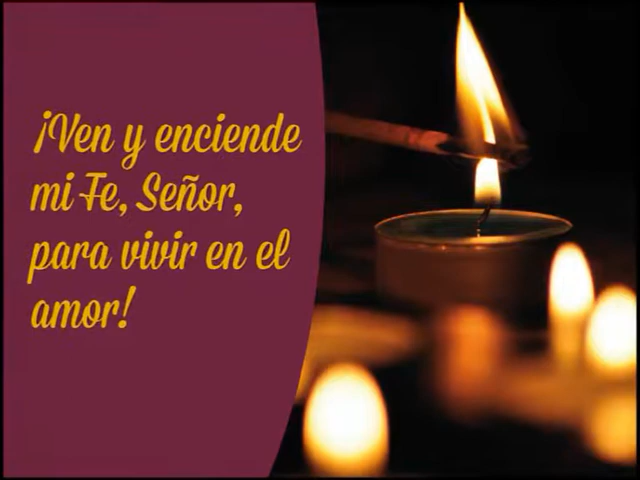 ¡Ven y enciende
mi Fe, Señor,
para vivir en el
amor!